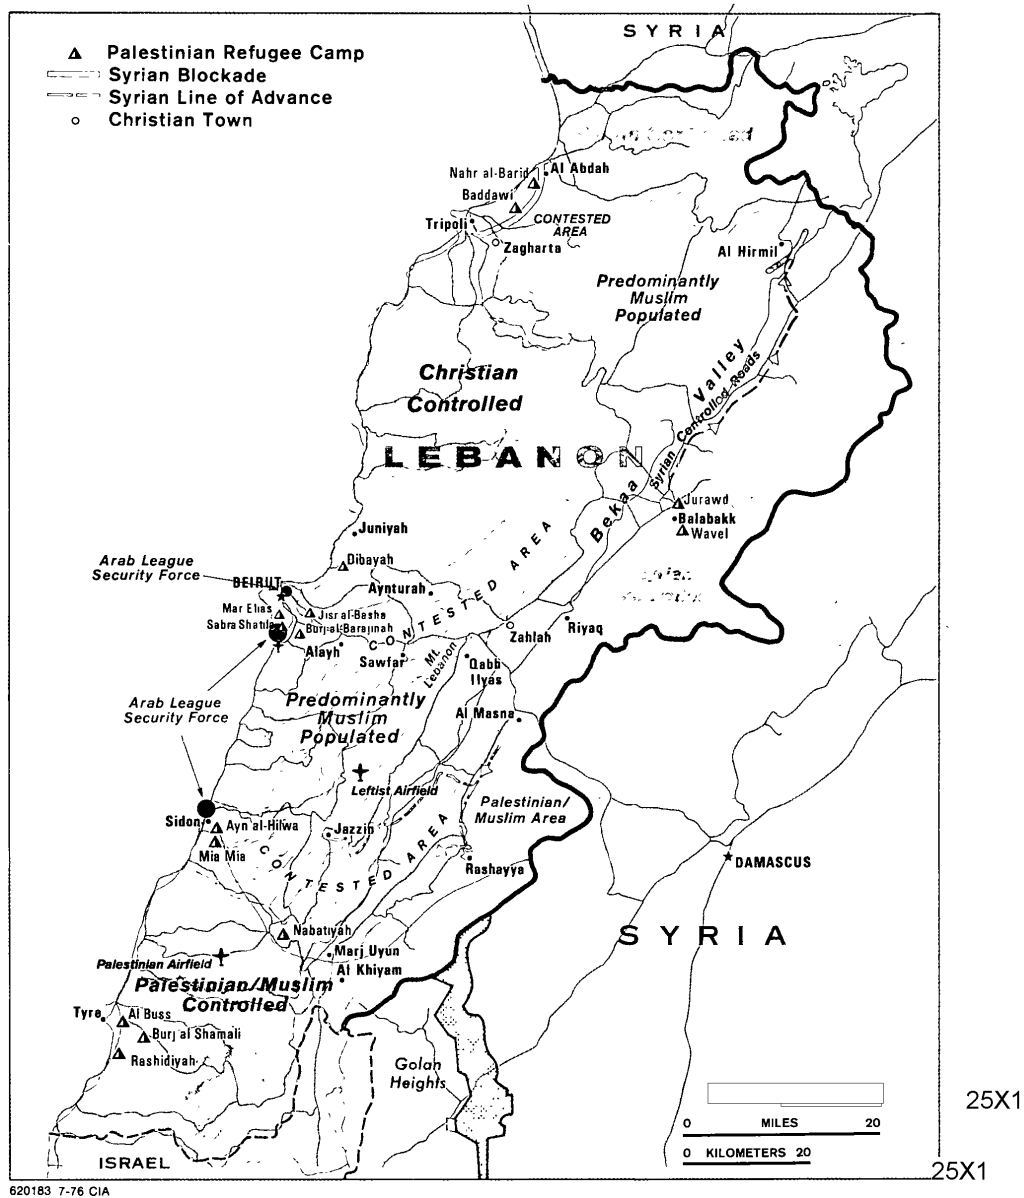 SYRIA
Palestinian Refugee Camp
Syrian Blockade
Syrian Line of Advance
Christian Town
Nahr al-Barid
Al Abdah
Baddawi
Tripoli
CONTESTED
AREA
Zagharta
Al Hirmil
Predominantly
Muslim
Populated
Christian
Controlled
Bekaa Valley
Syrian Controlled Roads
LEBANON
Jurawd
Balabakk
Wavel
Juniyah
Arab League
Security Force
Dibayah
BEIRUT
Aynturah
CONTESTED AREA
Mar Elias
Jisr al-Basha
Sabra Shatila
Burj al-Barajinah
Zahlah
Riyaq
Alayh
Sawfar
Mt.
Lebanon
Qabb
Ilyas
Arab League
Security Force
Predominantly
Muslim
Populated
Al Masna
Leftist Airfield
Palestinian/
Muslim Area
Sidon
Ayn al-Hilwa
Jazzin
Mia Mia
CONTESTED AREA
Rashayya
DAMASCUS
Nabatiyah
SYRIA
Marj Uyun
Palestinian Airfield
Al Khiyam
Palestinian/Muslim
Controlled
Tyre
Al Buss
Burj al Shamali
Rashidiyah
Golan
Heights
0 MILES 20
0 KILOMETERS 20
25X1
ISRAEL
25X1
620183 7-76 CIA